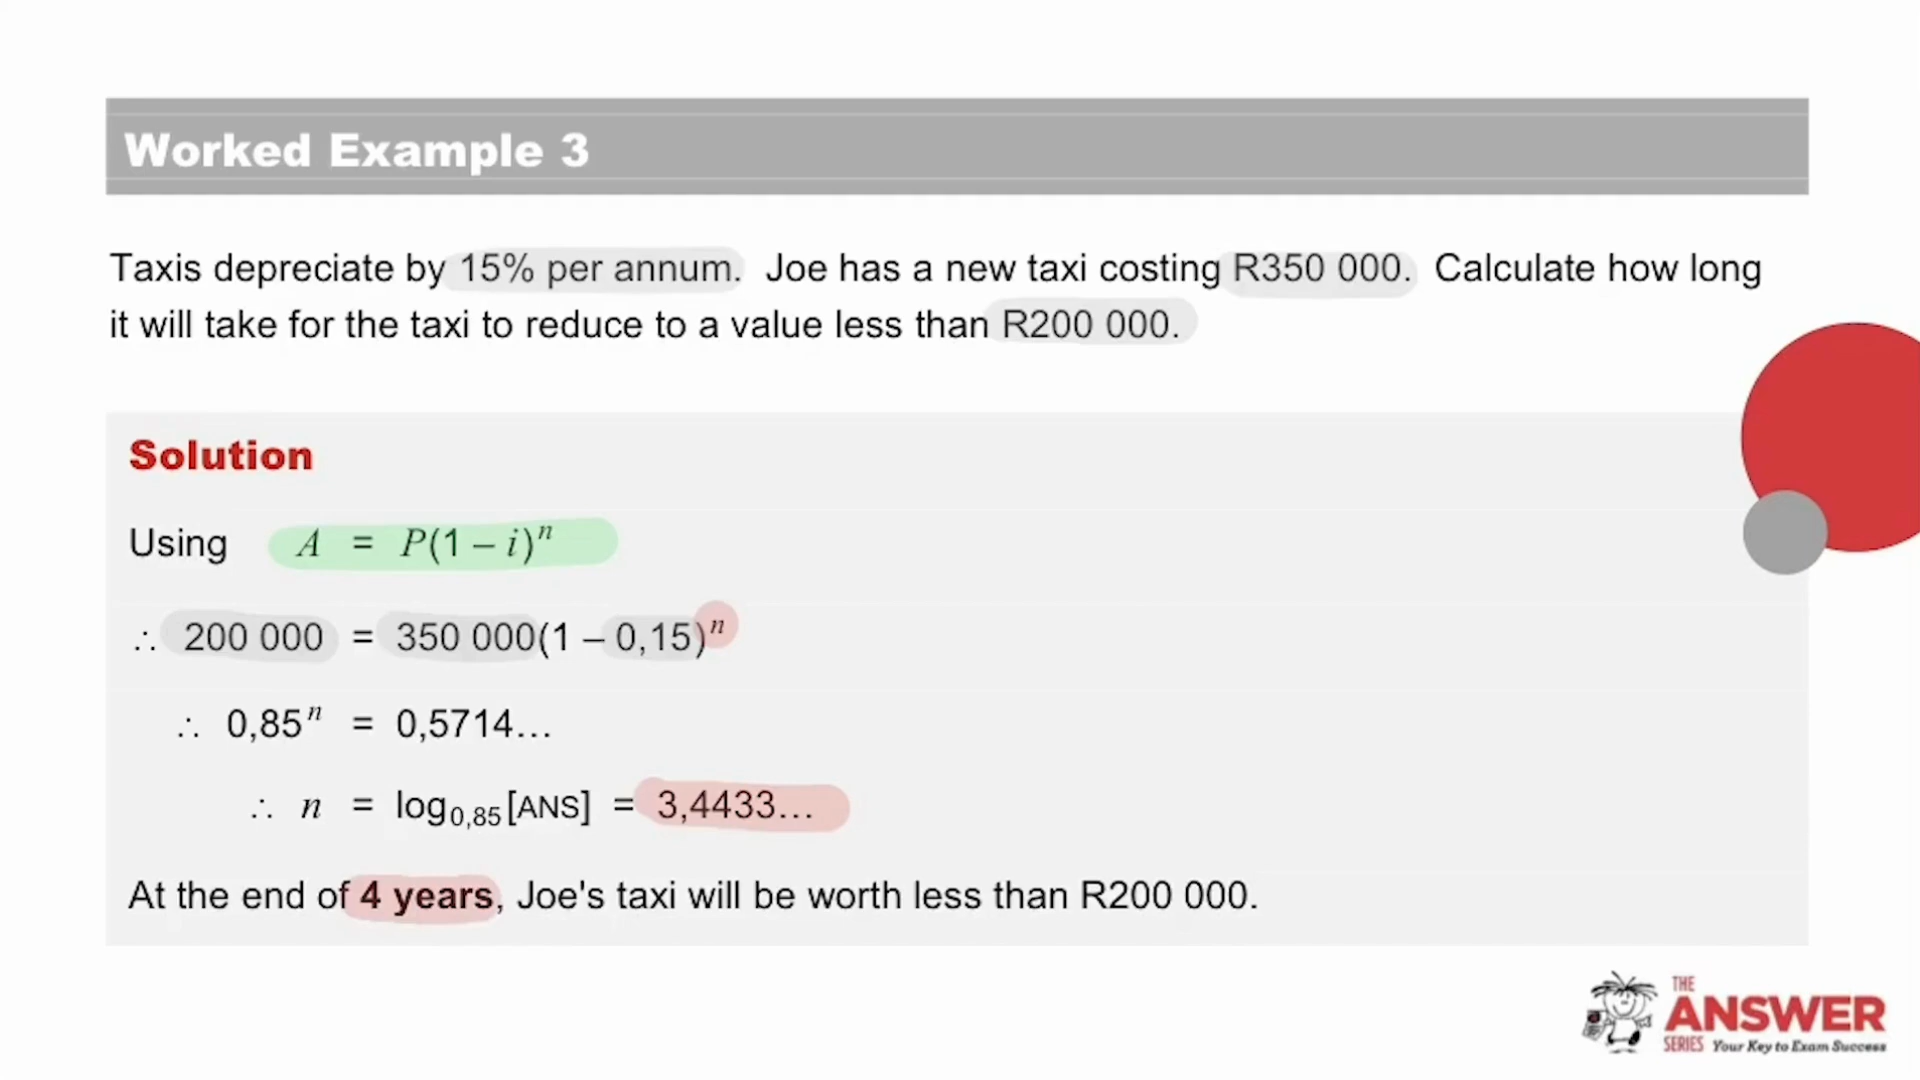 Worked Example 3
Taxis depreciate by 15% per annum. Joe has a new taxi costing R350 000. Calculate how long
it will take for the taxi to reduce to a value less than R200 000.
Solution
Using A = P(1 – i)ⁿ
∴ 200 000 = 350 000(1 – 0,15)ⁿ
∴ 0,85ⁿ = 0,5714...
∴ n = log₀,₈₅[ANS] = 3,4433...
At the end of 4 years, Joe's taxi will be worth less than R200 000.
THE
ANSWER
SERIES Your Key to Exam Success